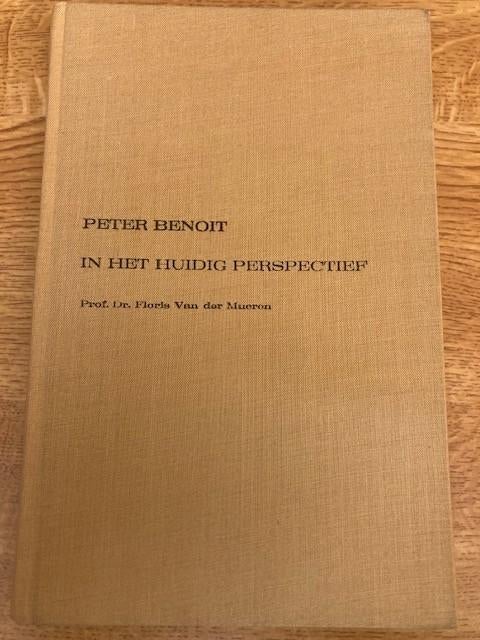 PETER BENOIT
IN HET HUIDIG PERSPECTIEF
Prof. Dr. Floris Van der Mueren